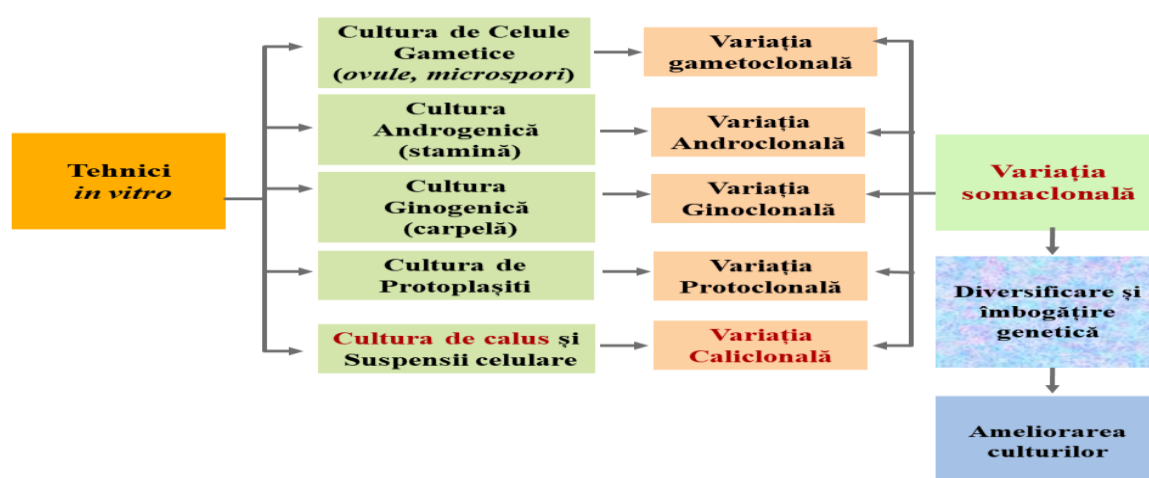 Tehnici
in vitro
Cultura de Celule
Gametice
(ovule, microspori)
Variația
gametoclonală
Cultura
Androgenică
(stamină)
Variația
Androclonală
Cultura
Ginogenică
(carpelă)
Variația
Ginoclonală
Cultura de
Protoplașiti
Variația
Protoclonală
Cultura de calus și
Suspensii celulare
Variația
Caliclonală
Variația
somaclonală
Diversificare și
îmbogățire
genetică
Ameliorarea
culturilor